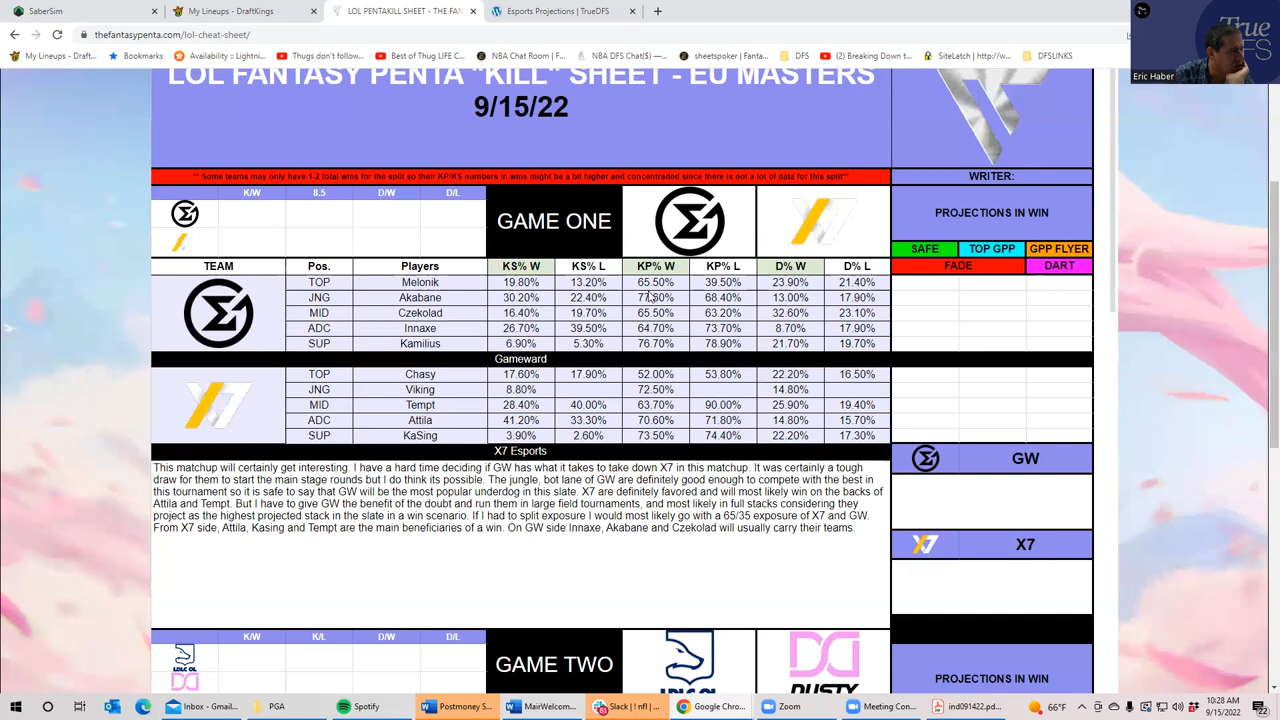 SaberSim
My Lineups - DraftKings
LOL PENTAKILL SHEET - THE FAN
Esports Projections | TrueDFS
thefantasypenta.com/lol-cheat-sheet/
My Lineups - Draft...
Bookmarks
Availability :: Lightni...
Thugs don't follow...
Best of Thug LIFE C...
NBA Chat Room | F...
NBA DFS Chat($) —...
sheetspoker | Fanta...
DFS
(2) Breaking Down t...
SiteLatch | http://w...
DFSLINKS
Eric Haber
LOL FANTASY PENTA "KILL" SHEET - EU MASTERS
9/15/22
** Some teams may only have 1-2 total wins for the split so their KP/KS numbers in wins might be a bit higher and concentrated since there is not a lot of data for this split**
WRITER:
K/W 8.5 D/W D/L
GAME ONE
PROJECTIONS IN WIN
SAFE TOP GPP GPP FLYER
TEAM Pos. Players KS% W KS% L KP% W KP% L D% W D% L
FADE DART
TOP Melonik 19.80% 13.20% 65.50% 39.50% 23.90% 21.40%
JNG Akabane 30.20% 22.40% 77.80% 68.40% 13.00% 17.90%
MID Czekolad 16.40% 19.70% 65.50% 63.20% 32.60% 23.10%
ADC Innaxe 26.70% 39.50% 64.70% 73.70% 8.70% 17.90%
SUP Kamilius 6.90% 5.30% 76.70% 78.90% 21.70% 19.70%
Gameward
TOP Chasy 17.60% 17.90% 52.00% 53.80% 22.20% 16.50%
JNG Viking 8.80% 72.50% 14.80%
MID Tempt 28.40% 40.00% 63.70% 90.00% 25.90% 19.40%
ADC Attila 41.20% 33.30% 70.60% 71.80% 14.80% 15.70%
SUP KaSing 3.90% 2.60% 73.50% 74.40% 22.20% 17.30%
X7 Esports
GW
X7
This matchup will certainly get interesting. I have a hard time deciding if GW has what it takes to take down X7 in this matchup. It was certainly a tough
draw for them to start the main stage rounds but I do think its possible. The jungle, bot lane of GW are definitely good enough to compete with the best in
this tournament so it is safe to say that GW will be the most popular underdog in this slate. X7 are definitely favored and will most likely win on the backs of
Attila and Tempt. But I have to give GW the benefit of the doubt and run them in large field tournaments, and most likely in full stacks considering they
project as the highest projected stack in the slate in a win scenario. If I had to split exposure I would most likely go with a 65/35 exposure of X7 and GW.
From X7 side, Attila, Kasing and Tempt are the main beneficiaries of a win. On GW side Innaxe, Akabane and Czekolad will usually carry their teams.
K/W K/L D/W D/L
LDLC OL
GAME TWO
LDLC OL
DUSTY
PROJECTIONS IN WIN
Inbox - Gmail...
PGA
Spotify
Postmoney S...
MairWelcom...
Slack | ! nfl | ...
Google Chro...
Zoom
Meeting Con...
ind091422.pd...
66°F
10:28 AM
9/15/2022